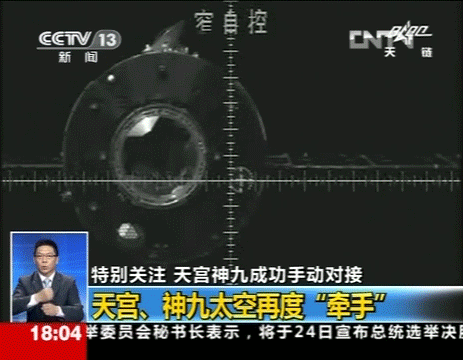 CCTV 13
新闻
窄自控
CNTV
天链
特别关注 天宫神九成功手动对接
天宫、神九太空再度“牵手”
18:04 举委员会秘书长表示，将于24日宣布总统选举决